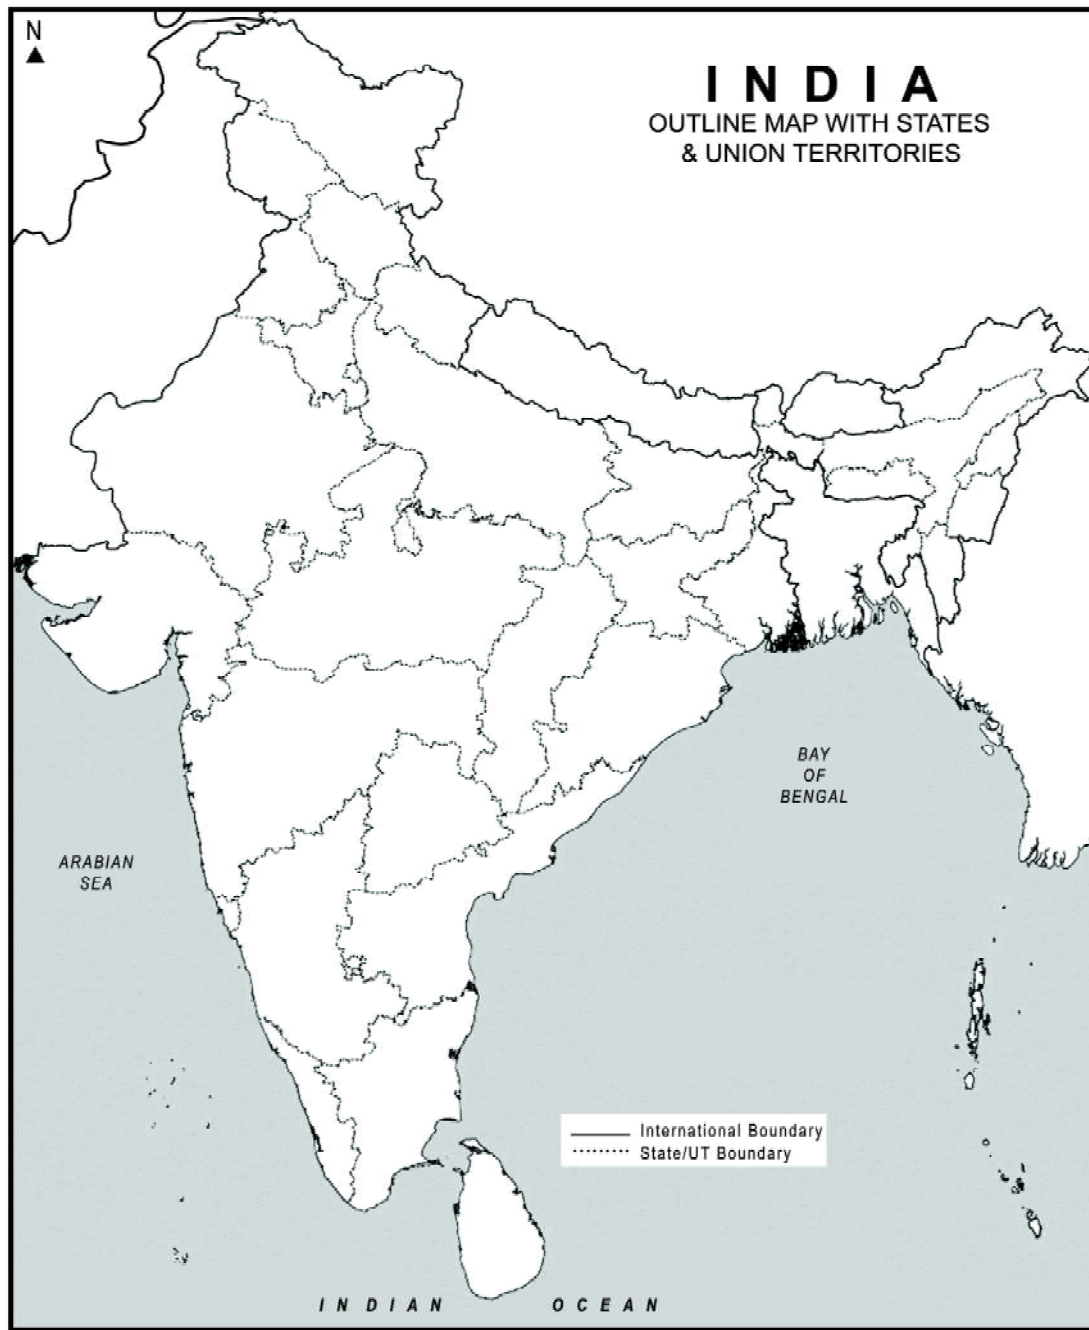 N
INDIA
OUTLINE MAP WITH STATES
& UNION TERRITORIES
BAY
OF
BENGAL
ARABIAN
SEA
International Boundary
State/UT Boundary
INDIAN OCEAN